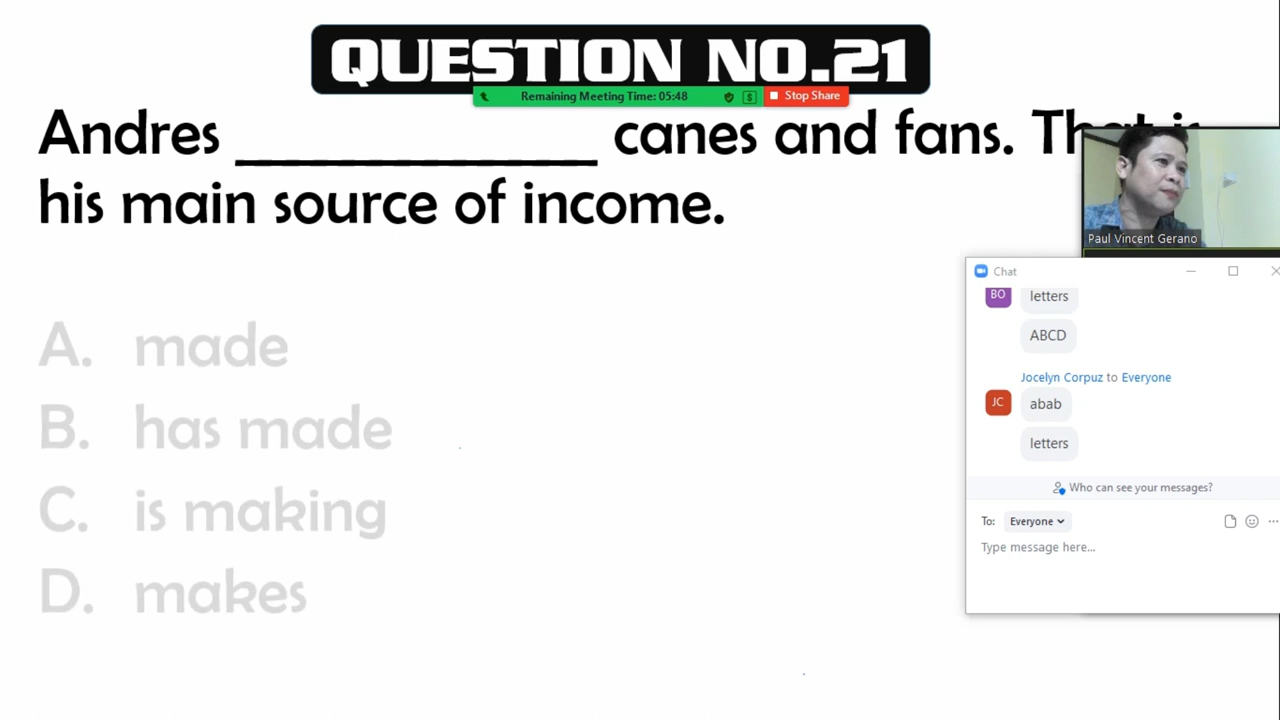 QUESTION NO.21
Remaining Meeting Time: 05:48
Stop Share
Andres _____________ canes and fans. That is
his main source of income.
Paul Vincent Gerano
Chat
A. made
B. has made
C. is making
D. makes
BO
letters
ABCD
Jocelyn Corpuz to Everyone
JC
abab
letters
Who can see your messages?
To: Everyone
Type message here...